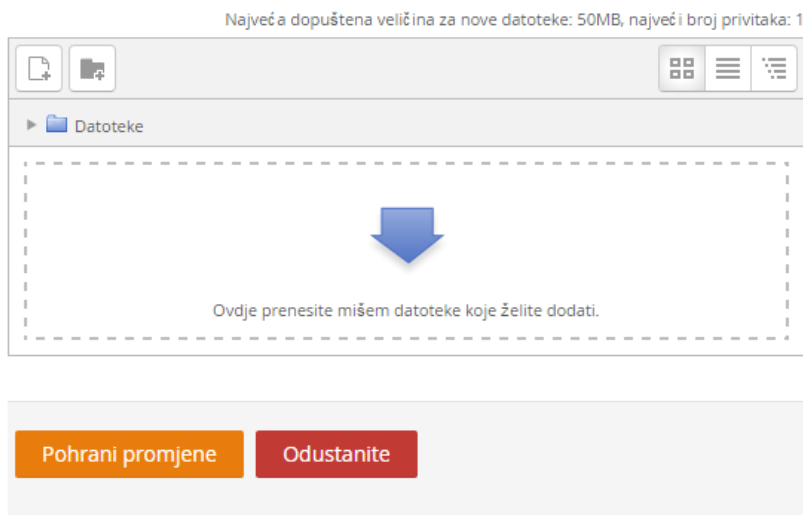 Najveća dopuštena veličina za nove datoteke: 50MB, najveći broj privitaka: 1
Datoteke
Ovdje prenesite mišem datoteke koje želite dodati.
Pohrani promjene
Odustanite